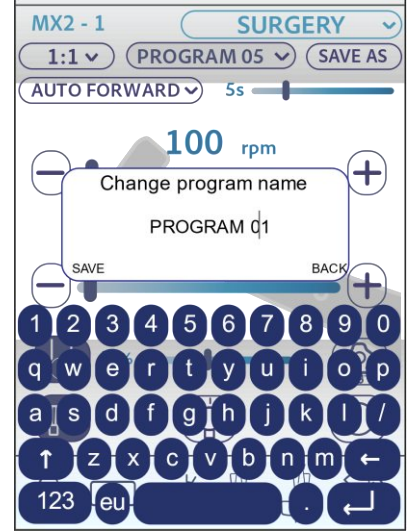 MX2 - 1 SURGERY
1:1 PROGRAM 05 SAVE AS
AUTO FORWARD 5s
100 rpm
Change program name
PROGRAM 01
SAVE BACK
1 2 3 4 5 6 7 8 9 0
q w e r t y u i o p
a s d f g h j k l /
z x c v b n m
123 eu .